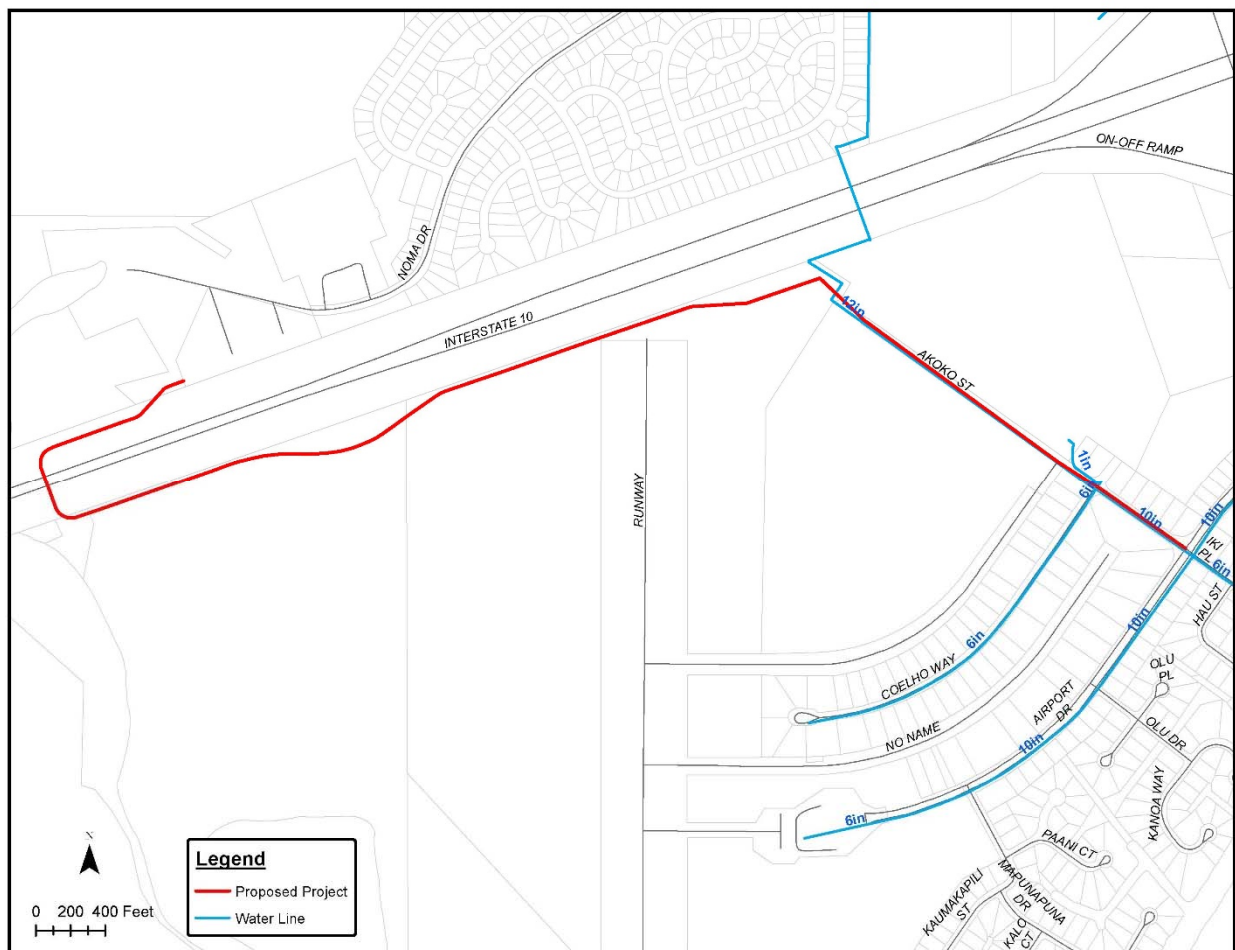 ON-OFF RAMP
NOMA DR
INTERSTATE 10
12in
AKOKO ST
RUNWAY
1in
6in
10in
10in
IKI
PL
6in
HAU ST
10in
6in
COELHO WAY
OLU
PL
AIRPORT
DR
NO NAME
10in
OLU DR
KANOA WAY
6in
PAANI CT
MAPUNAPUNA
DR
KAUMAKAPILI
ST
KALO
CT
N
0 200 400 Feet
Legend
Proposed Project
Water Line